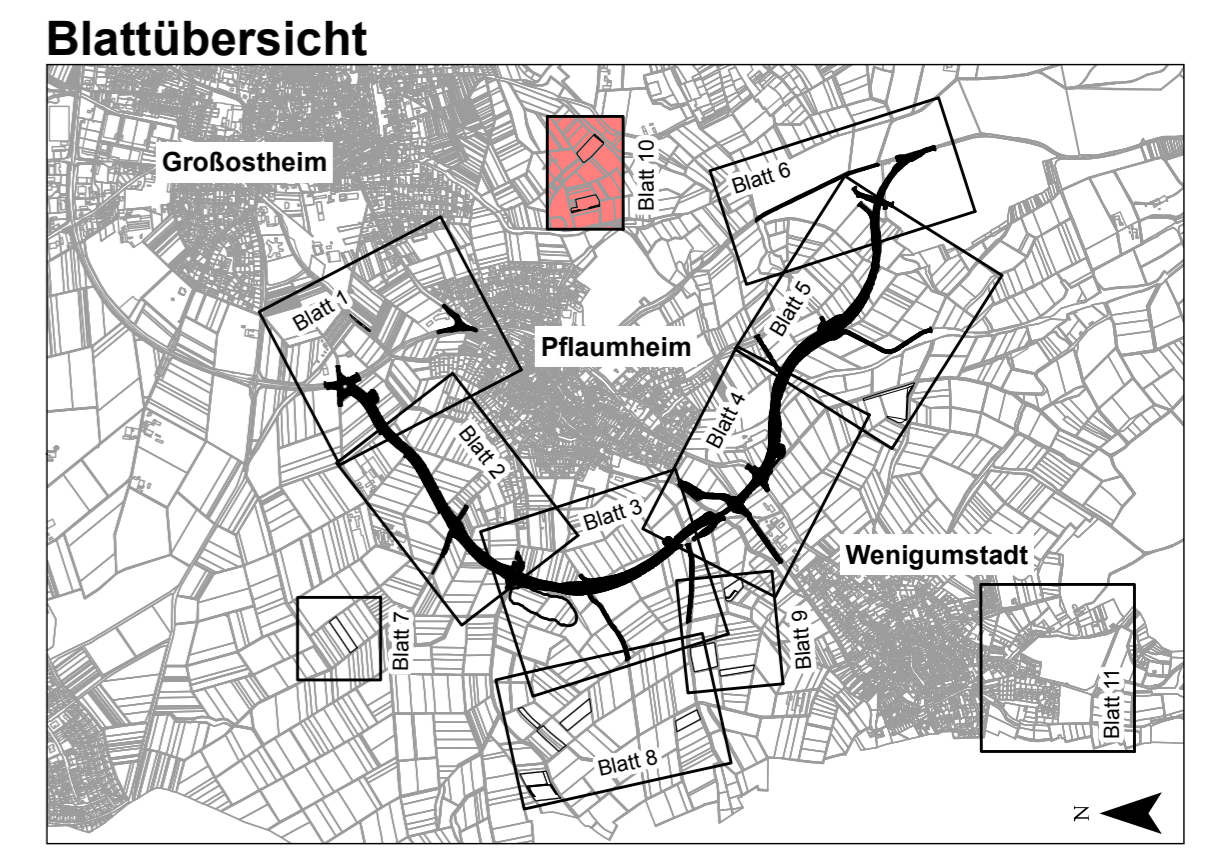 Blattübersicht
Großostheim
Blatt 10
Blatt 6
Blatt 1
Blatt 5
Pflaumheim
Blatt 4
Blatt 2
Blatt 3
Wenigumstadt
Blatt 7
Blatt 9
Blatt 11
Blatt 8
N